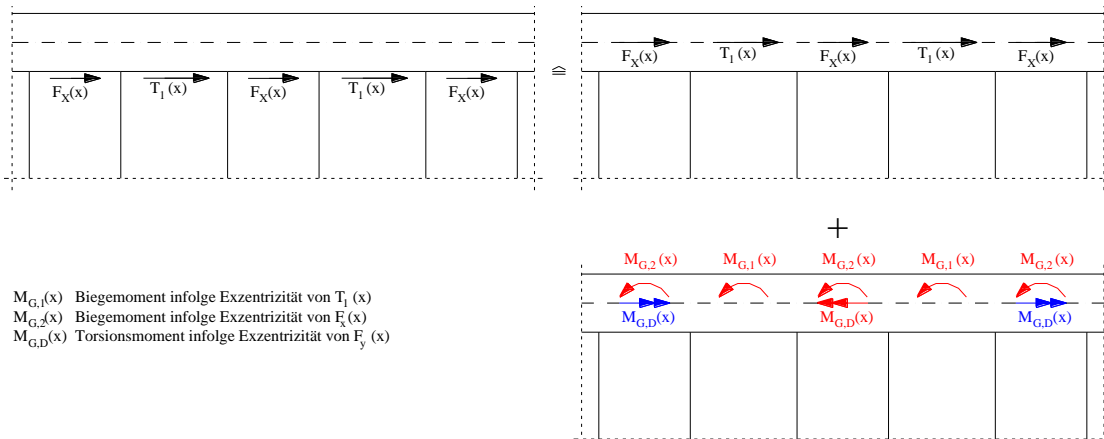 F_X(x) T_1(x) F_X(x) T_1(x) F_X(x)
≙
F_X(x) T_1(x) F_X(x) T_1(x) F_X(x)
+
M_G,2(x) M_G,1(x) M_G,2(x) M_G,1(x) M_G,2(x)
M_G,D(x) M_G,D(x) M_G,D(x)
M_G,1(x) Biegemoment infolge Exzentrizität von T_1(x)
M_G,2(x) Biegemoment infolge Exzentrizität von F_x(x)
M_G,D(x) Torsionsmoment infolge Exzentrizität von F_y(x)